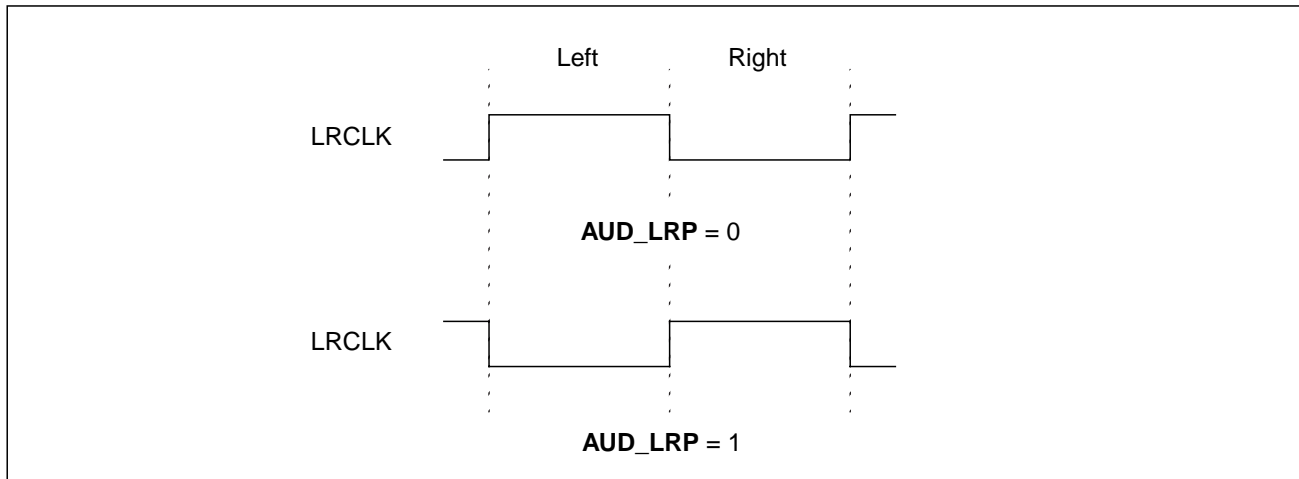 Left Right
LRCLK
AUD_LRP = 0
LRCLK
AUD_LRP = 1